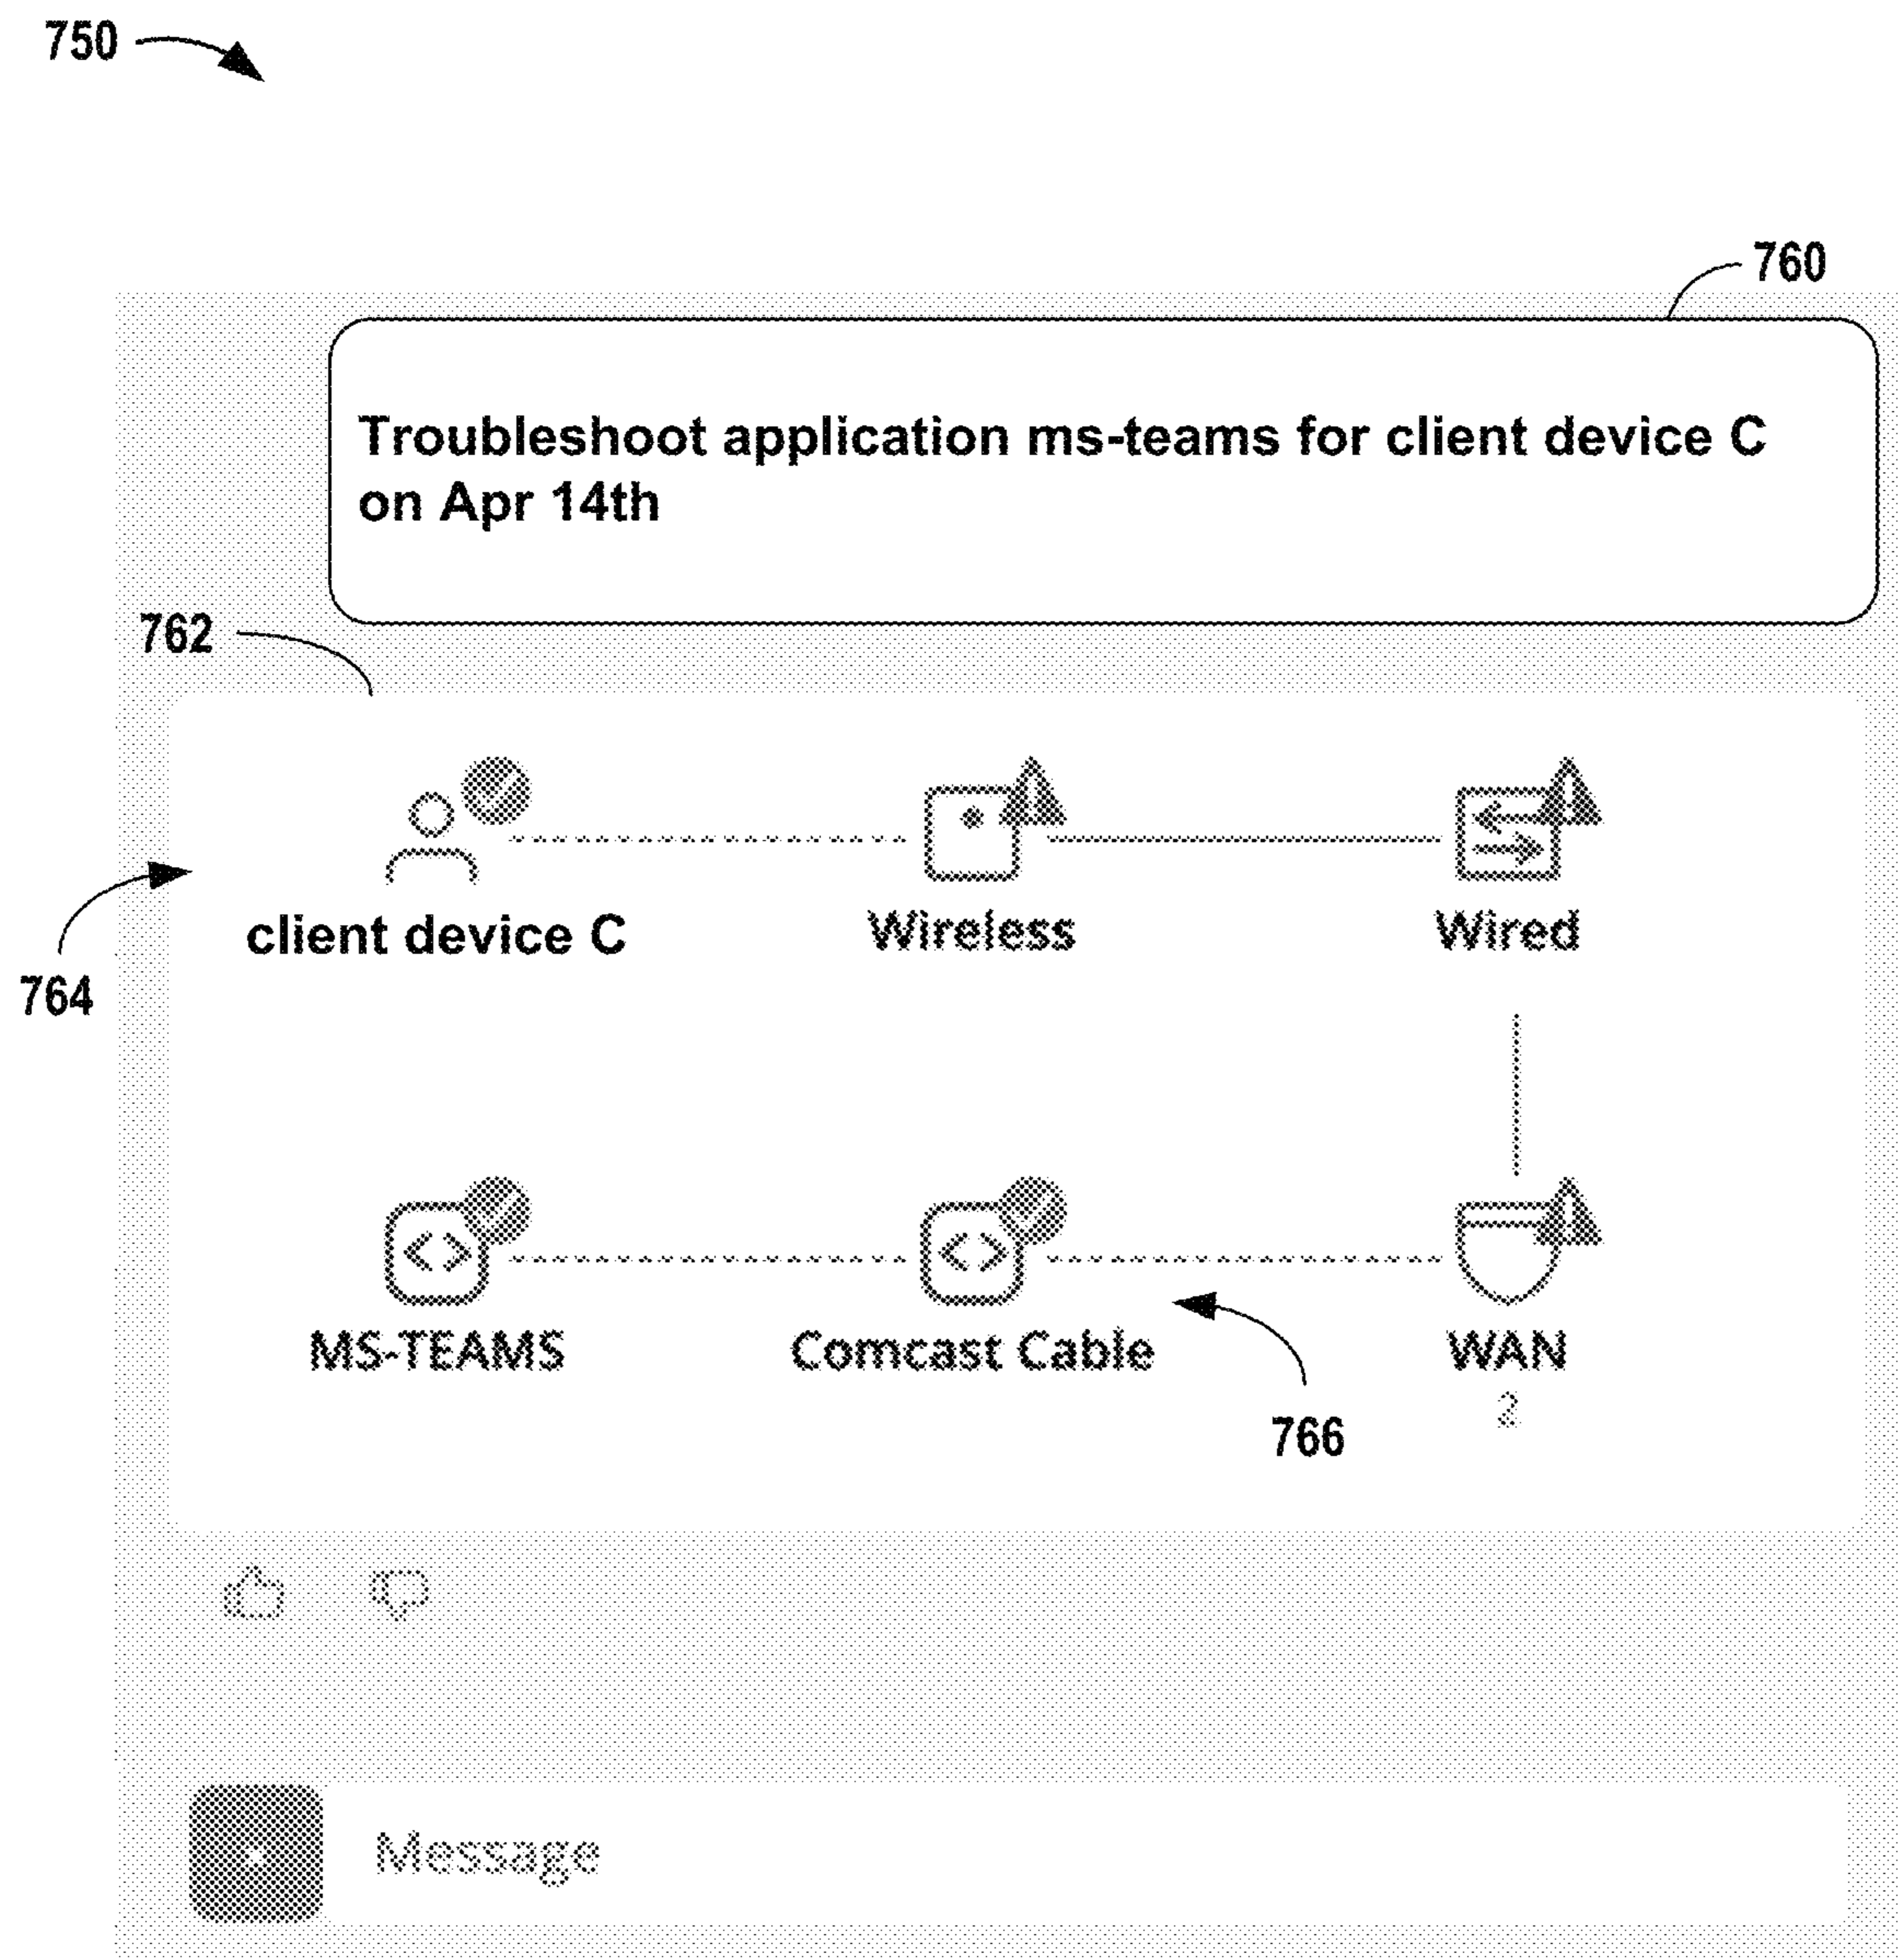 750
760
Troubleshoot application ms-teams for client device C
on Apr 14th
762
client device C
Wireless
Wired
764
MS-TEAMS
Comcast Cable
WAN
2
766
Message